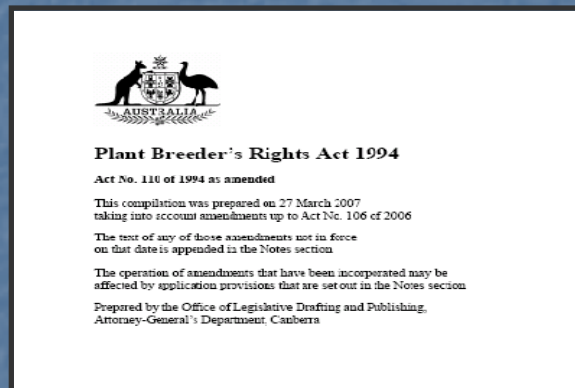 AUSTRALIA
Plant Breeder's Rights Act 1994
Act No. 110 of 1994 as amended
This compilation was prepared on 27 March 2007
taking into account amendments up to Act No. 106 of 2006
The text of any of those amendments not in force
on that date is appended in the Notes section
The operation of amendments that have been incorporated may be
affected by application provisions that are set out in the Notes section
Prepared by the Office of Legislative Drafting and Publishing,
Attorney-General's Department, Canberra